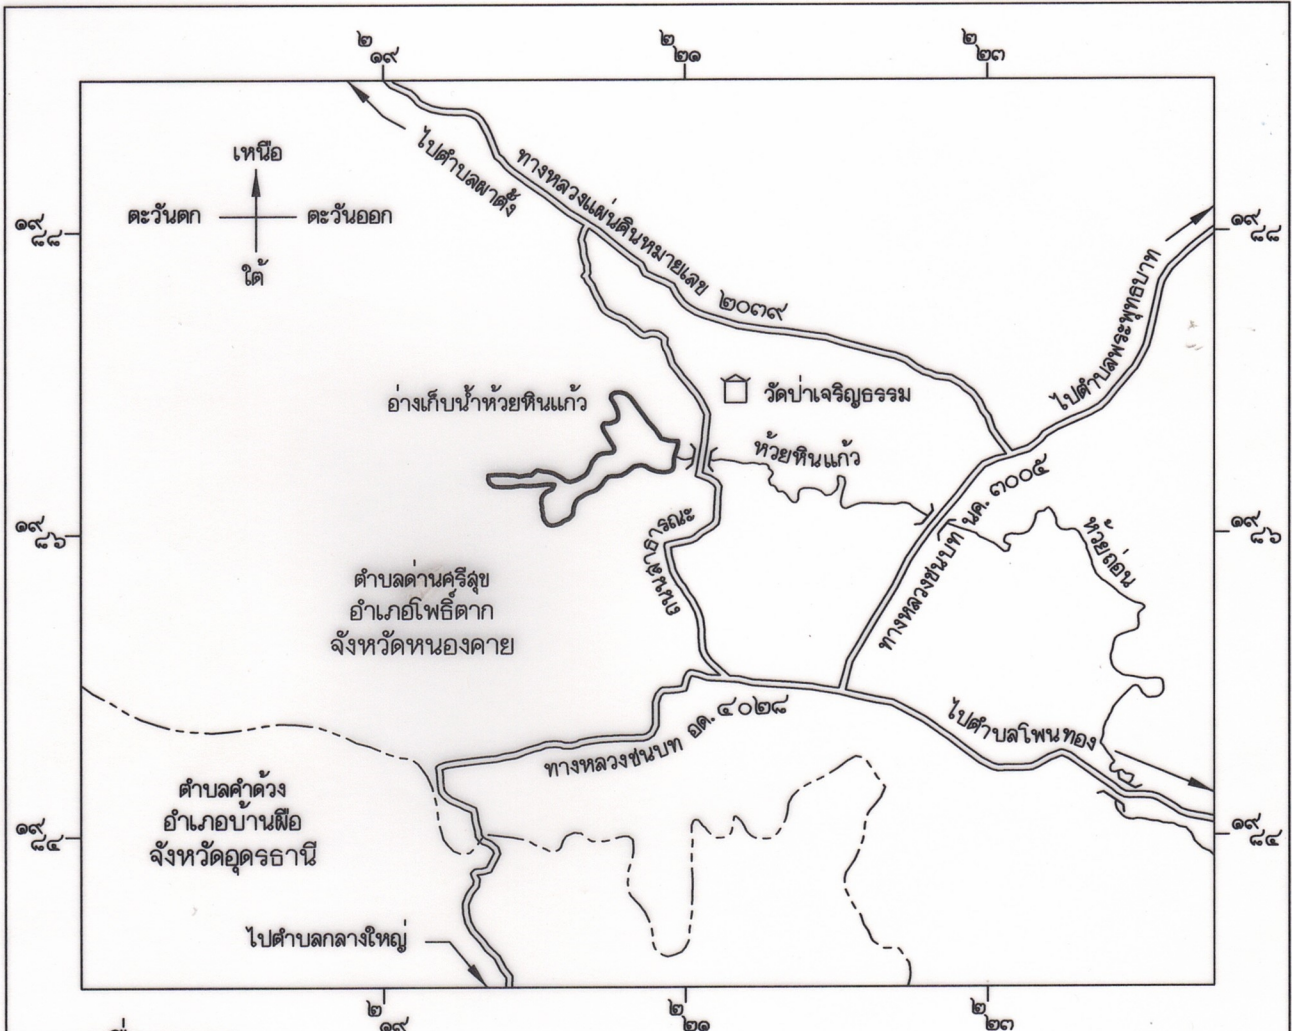 ๒๑๙
๒๒๑
๒๒๓
เหนือ
ตะวันตก
ตะวันออก
ใต้
ไปตำบลผาตั้ง
ทางหลวงแผ่นดินหมายเลข ๒๐๓๙
๑๙๘๘
๑๙๘๘
ไปตำบลพระพุทธบาท
อ่างเก็บน้ำห้วยหินแก้ว
วัดป่าเจริญธรรม
ห้วยหินแก้ว
ทางหลวงชนบท นค. ๓๐๐๕
ทางสาธารณะ
ห้วยถ่อน
๑๙๘๖
๑๙๘๖
ตำบลด่านศรีสุข
อำเภอโพธิ์ตาก
จังหวัดหนองคาย
ทางหลวงชนบท อด. ๔๐๒๘
ไปตำบลโพนทอง
ตำบลคำด้วง
อำเภอบ้านผือ
จังหวัดอุดรธานี
๑๙๘๔
๑๙๘๔
ไปตำบลกลางใหญ่
๒๑๙
๒๒๑
๒๒๓